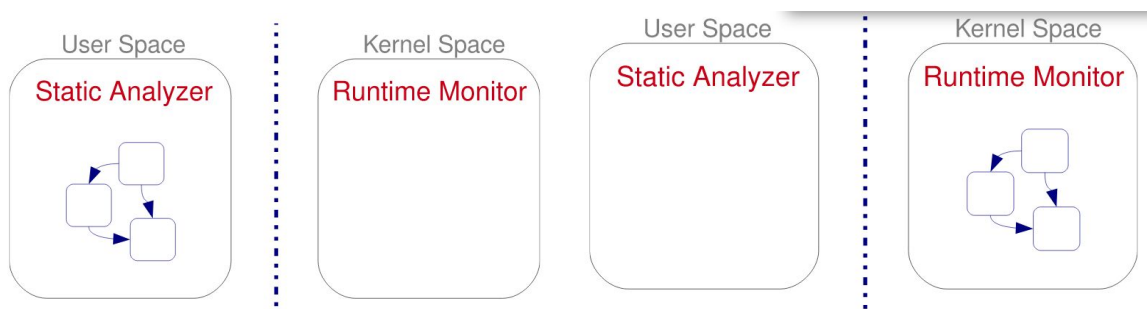 User Space
Kernel Space
User Space
Kernel Space
Static Analyzer
Runtime Monitor
Static Analyzer
Runtime Monitor